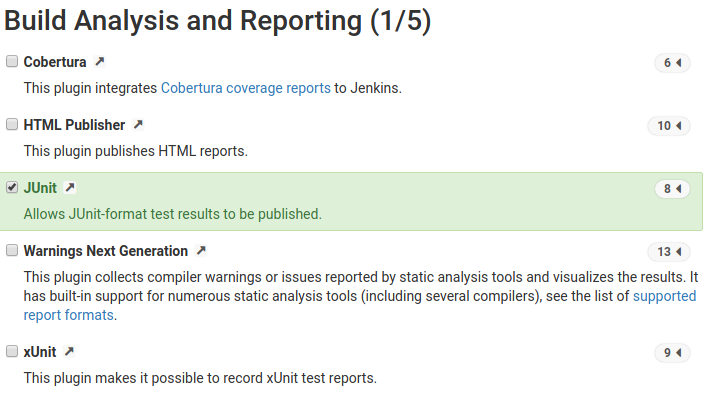 Build Analysis and Reporting (1/5)
Cobertura 6
This plugin integrates Cobertura coverage reports to Jenkins.
HTML Publisher 10
This plugin publishes HTML reports.
JUnit 8
Allows JUnit-format test results to be published.
Warnings Next Generation 13
This plugin collects compiler warnings or issues reported by static analysis tools and visualizes the results. It
has built-in support for numerous static analysis tools (including several compilers), see the list of supported
report formats.
xUnit 9
This plugin makes it possible to record xUnit test reports.